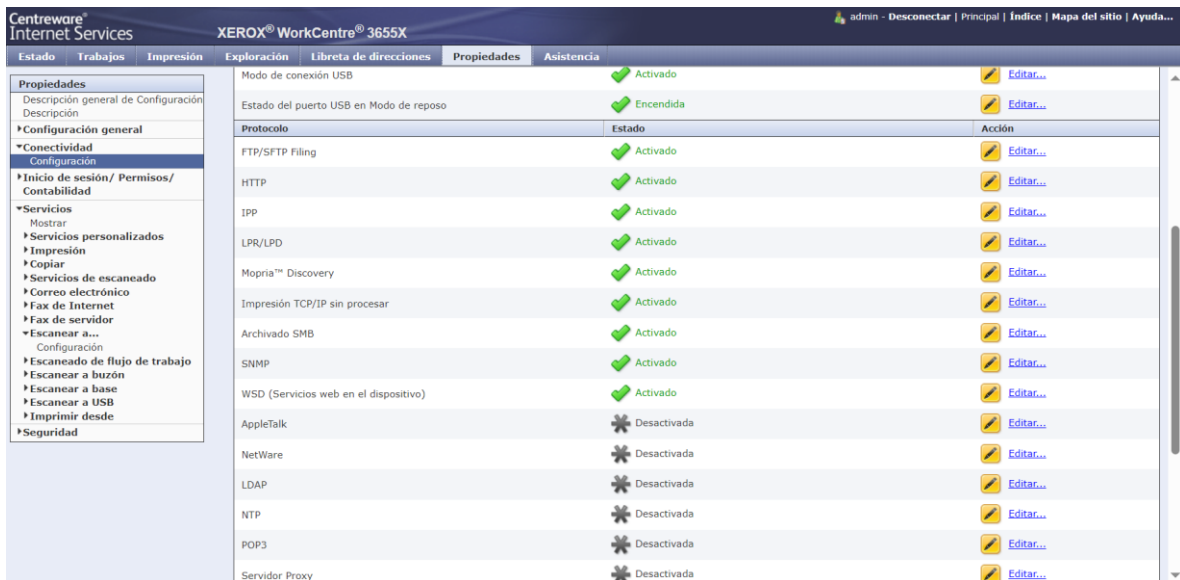 Centreware®
Internet Services
XEROX® WorkCentre® 3655X
admin - Desconectar | Principal | Índice | Mapa del sitio | Ayuda...
Estado Trabajos Impresión Exploración Libreta de direcciones Propiedades Asistencia
Propiedades
Descripción general de Configuración
Descripción
Configuración general
Conectividad
Configuración
Inicio de sesión/ Permisos/
Contabilidad
Servicios
Mostrar
Servicios personalizados
Impresión
Copiar
Servicios de escaneado
Correo electrónico
Fax de Internet
Fax de servidor
Escanear a...
Configuración
Escaneado de flujo de trabajo
Escanear a buzón
Escanear a base
Escanear a USB
Imprimir desde
Seguridad
Modo de conexión USB Activado Editar...
Estado del puerto USB en Modo de reposo Encendida Editar...
Protocolo Estado Acción
FTP/SFTP Filing Activado Editar...
HTTP Activado Editar...
IPP Activado Editar...
LPR/LPD Activado Editar...
Mopria™ Discovery Activado Editar...
Impresión TCP/IP sin procesar Activado Editar...
Archivado SMB Activado Editar...
SNMP Activado Editar...
WSD (Servicios web en el dispositivo) Activado Editar...
AppleTalk Desactivada Editar...
NetWare Desactivada Editar...
LDAP Desactivada Editar...
NTP Desactivada Editar...
POP3 Desactivada Editar...
Servidor Proxy Desactivada Editar...